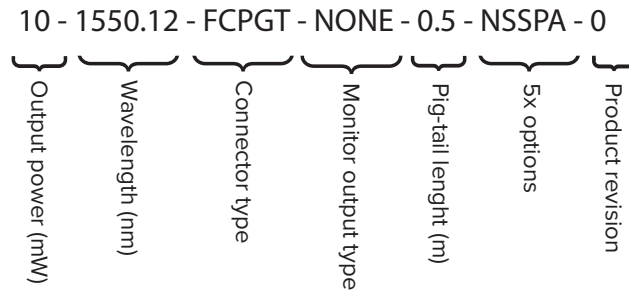 10 - 1550.12 - FCPGT - NONE - 0.5 - NSSPA - 0
Output power (mW)
Wavelength (nm)
Connector type
Monitor output type
Pig-tail lenght (m)
5x options
Product revision